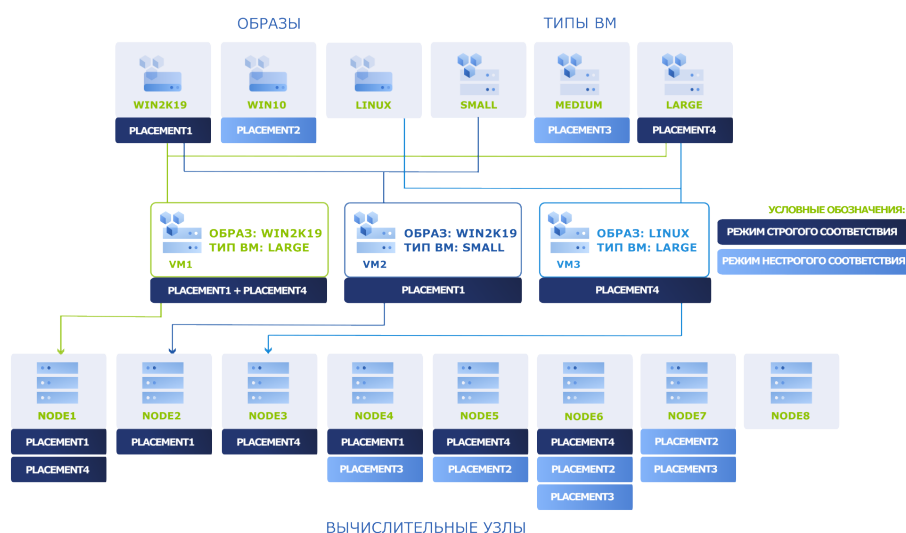 ОБРАЗЫ
ТИПЫ ВМ
WIN2K19
WIN10
LINUX
SMALL
MEDIUM
LARGE
PLACEMENT1
PLACEMENT2
PLACEMENT3
PLACEMENT4
ОБРАЗ: WIN2K19
ТИП ВМ: LARGE
VM1
PLACEMENT1 + PLACEMENT4
ОБРАЗ: WIN2K19
ТИП ВМ: SMALL
VM2
PLACEMENT1
ОБРАЗ: LINUX
ТИП ВМ: LARGE
VM3
PLACEMENT4
УСЛОВНЫЕ ОБОЗНАЧЕНИЯ:
РЕЖИМ СТРОГОГО СООТВЕТСТВИЯ
РЕЖИМ НЕСТРОГОГО СООТВЕТСТВИЯ
NODE1
PLACEMENT1
PLACEMENT4
NODE2
PLACEMENT1
NODE3
PLACEMENT4
NODE4
PLACEMENT1
PLACEMENT3
NODE5
PLACEMENT4
PLACEMENT2
NODE6
PLACEMENT4
PLACEMENT2
PLACEMENT3
NODE7
PLACEMENT2
PLACEMENT3
NODE8
ВЫЧИСЛИТЕЛЬНЫЕ УЗЛЫ